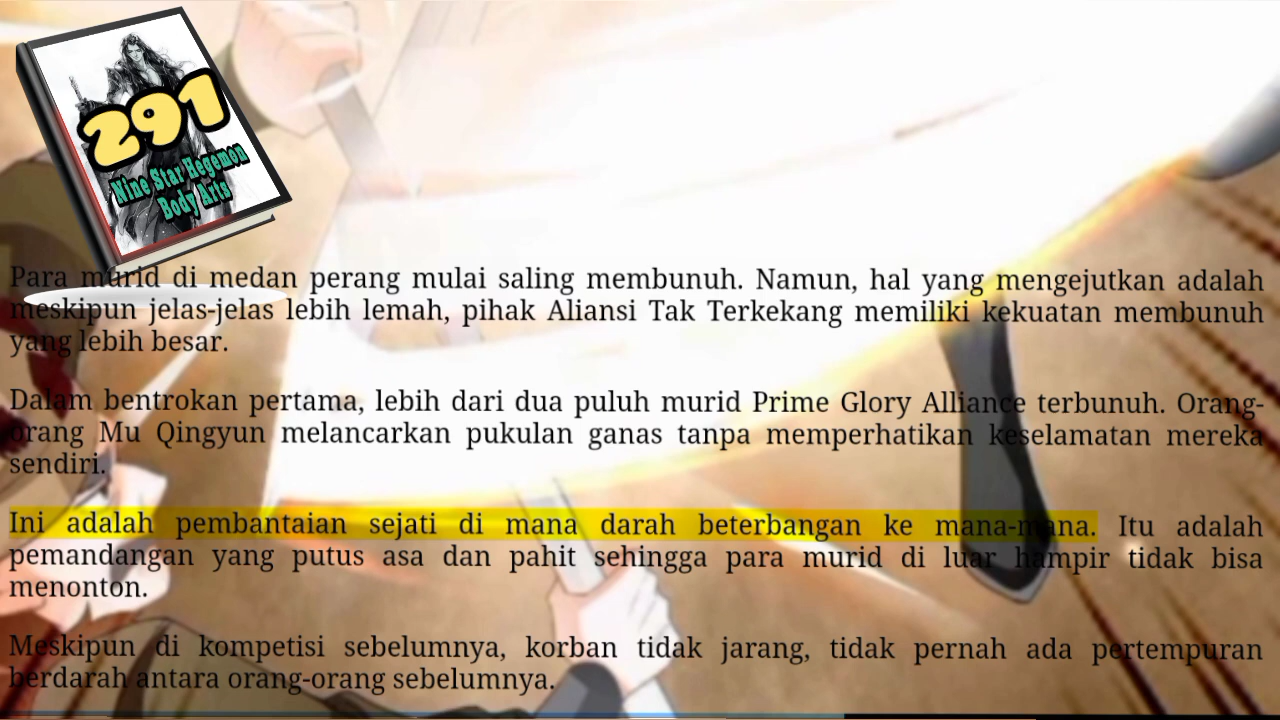 291
Nine Star Hegemon
Body Arts
Para murid di medan perang mulai saling membunuh. Namun, hal yang mengejutkan adalah
meskipun jelas-jelas lebih lemah, pihak Aliansi Tak Terkekang memiliki kekuatan membunuh
yang lebih besar.
Dalam bentrokan pertama, lebih dari dua puluh murid Prime Glory Alliance terbunuh. Orang-
orang Mu Qingyun melancarkan pukulan ganas tanpa memperhatikan keselamatan mereka
sendiri.
Ini adalah pembantaian sejati di mana darah beterbangan ke mana-mana. Itu adalah
pemandangan yang putus asa dan pahit sehingga para murid di luar hampir tidak bisa
menonton.
Meskipun di kompetisi sebelumnya, korban tidak jarang, tidak pernah ada pertempuran
berdarah antara orang-orang sebelumnya.